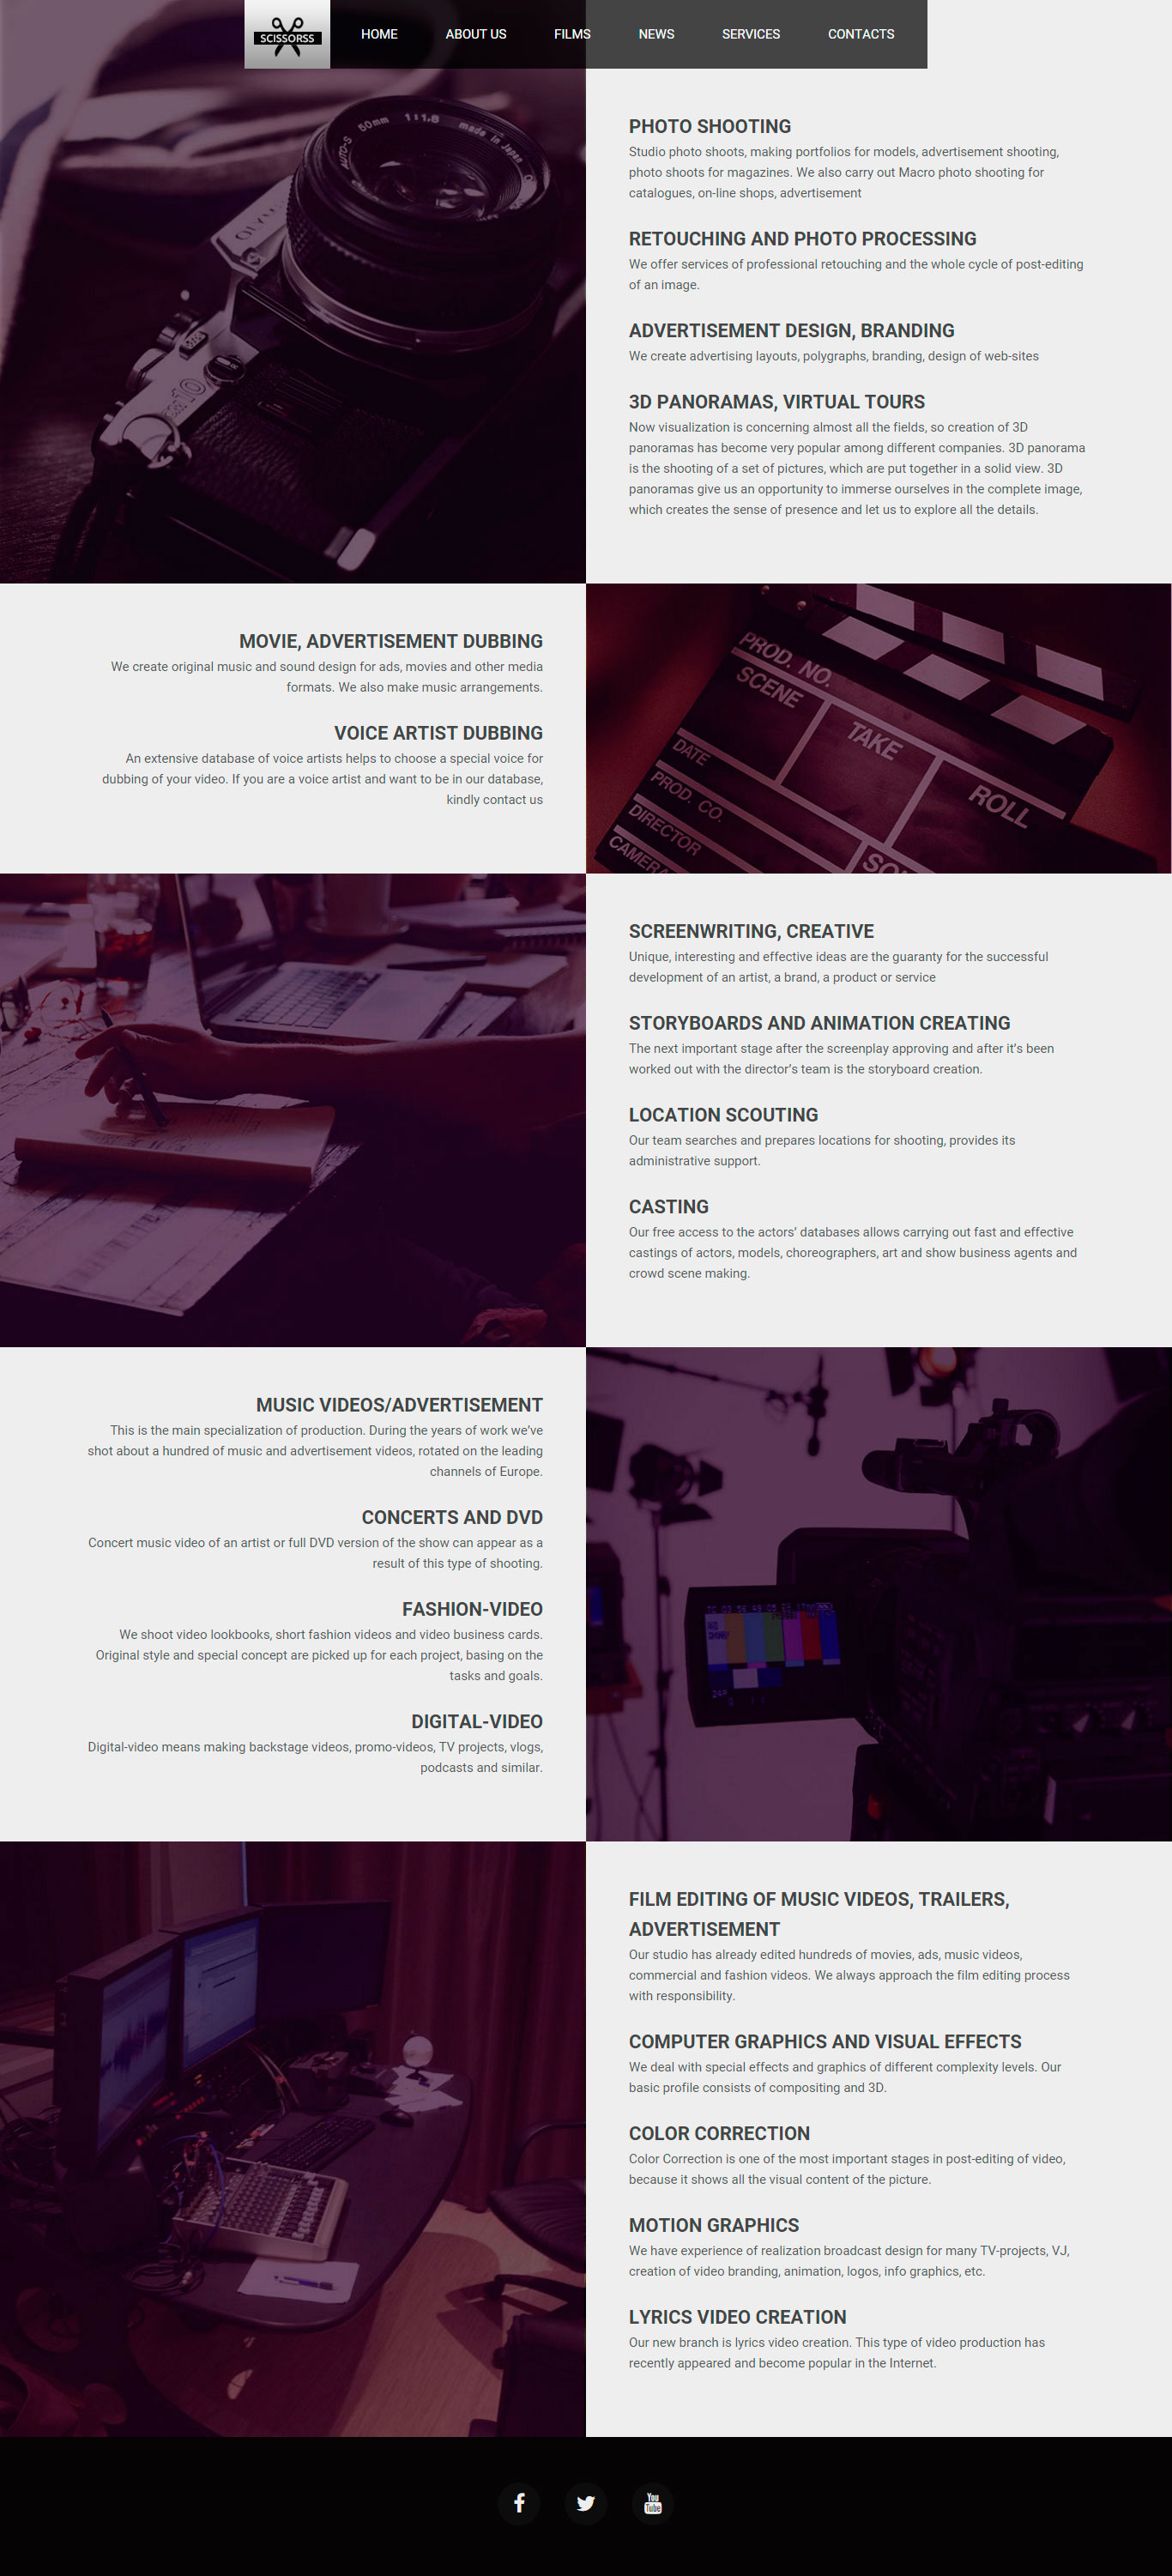 SCISSORSS
HOME ABOUT US FILMS NEWS SERVICES CONTACTS
50mm 1:1,8 made in Japan
AUTO-S
PHOTO SHOOTING
Studio photo shoots, making portfolios for models, advertisement shooting,
photo shoots for magazines. We also carry out Macro photo shooting for
catalogues, on-line shops, advertisement
RETOUCHING AND PHOTO PROCESSING
We offer services of professional retouching and the whole cycle of post-editing
of an image.
ADVERTISEMENT DESIGN, BRANDING
We create advertising layouts, polygraphs, branding, design of web-sites
3D PANORAMAS, VIRTUAL TOURS
Now visualization is concerning almost all the fields, so creation of 3D
panoramas has become very popular among different companies. 3D panorama
is the shooting of a set of pictures, which are put together in a solid view. 3D
panoramas give us an opportunity to immerse ourselves in the complete image,
which creates the sense of presence and let us to explore all the details.
MOVIE, ADVERTISEMENT DUBBING
We create original music and sound design for ads, movies and other media
formats. We also make music arrangements.
VOICE ARTIST DUBBING
An extensive database of voice artists helps to choose a special voice for
dubbing of your video. If you are a voice artist and want to be in our database,
kindly contact us
PROD. NO.
SCENE
TAKE
ROLL
DATE
PROD. CO.
DIRECTOR
CAMERA
SO
SCREENWRITING, CREATIVE
Unique, interesting and effective ideas are the guaranty for the successful
development of an artist, a brand, a product or service
STORYBOARDS AND ANIMATION CREATING
The next important stage after the screenplay approving and after it's been
worked out with the director's team is the storyboard creation.
LOCATION SCOUTING
Our team searches and prepares locations for shooting, provides its
administrative support.
CASTING
Our free access to the actors' databases allows carrying out fast and effective
castings of actors, models, choreographers, art and show business agents and
crowd scene making.
MUSIC VIDEOS/ADVERTISEMENT
This is the main specialization of production. During the years of work we've
shot about a hundred of music and advertisement videos, rotated on the leading
channels of Europe.
CONCERTS AND DVD
Concert music video of an artist or full DVD version of the show can appear as a
result of this type of shooting.
FASHION-VIDEO
We shoot video lookbooks, short fashion videos and video business cards.
Original style and special concept are picked up for each project, basing on the
tasks and goals.
DIGITAL-VIDEO
Digital-video means making backstage videos, promo-videos, TV projects, vlogs,
podcasts and similar.
FILM EDITING OF MUSIC VIDEOS, TRAILERS,
ADVERTISEMENT
Our studio has already edited hundreds of movies, ads, music videos,
commercial and fashion videos. We always approach the film editing process
with responsibility.
COMPUTER GRAPHICS AND VISUAL EFFECTS
We deal with special effects and graphics of different complexity levels. Our
basic profile consists of compositing and 3D.
COLOR CORRECTION
Color Correction is one of the most important stages in post-editing of video,
because it shows all the visual content of the picture.
MOTION GRAPHICS
We have experience of realization broadcast design for many TV-projects, VJ,
creation of video branding, animation, logos, info graphics, etc.
LYRICS VIDEO CREATION
Our new branch is lyrics video creation. This type of video production has
recently appeared and become popular in the Internet.
You
Tube